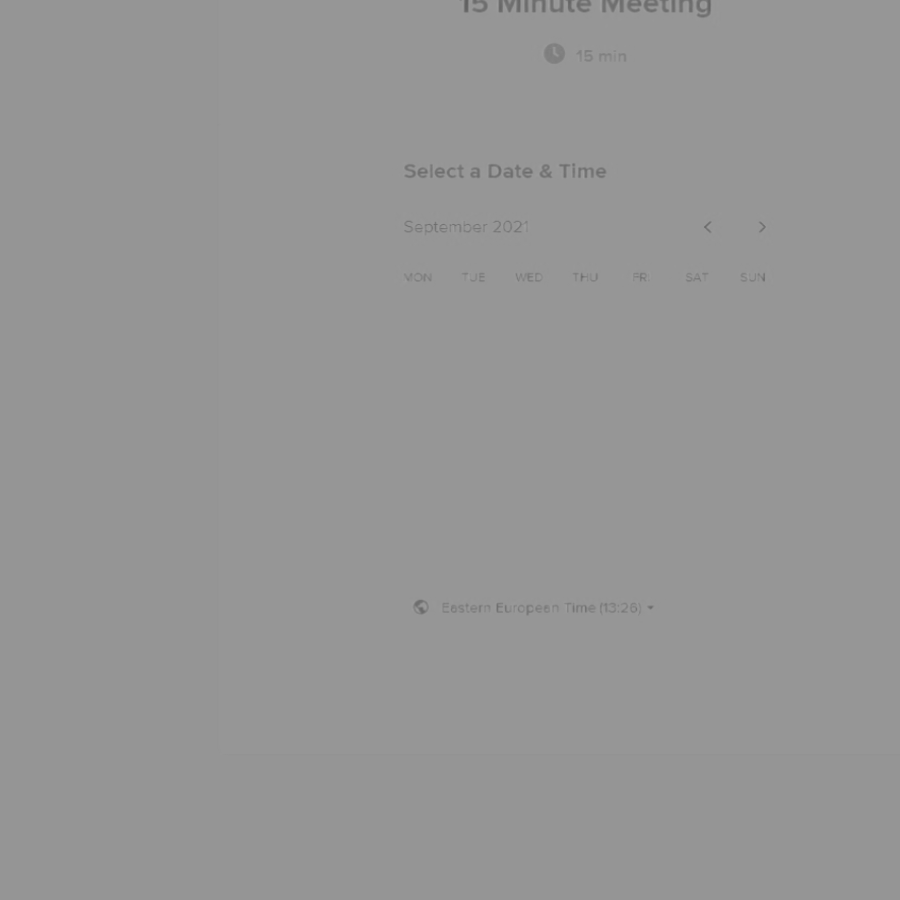 15 Minute Meeting
15 min
Select a Date & Time
September 2021
MON TUE WED THU FRI SAT SUN
Eastern European Time (13:26)